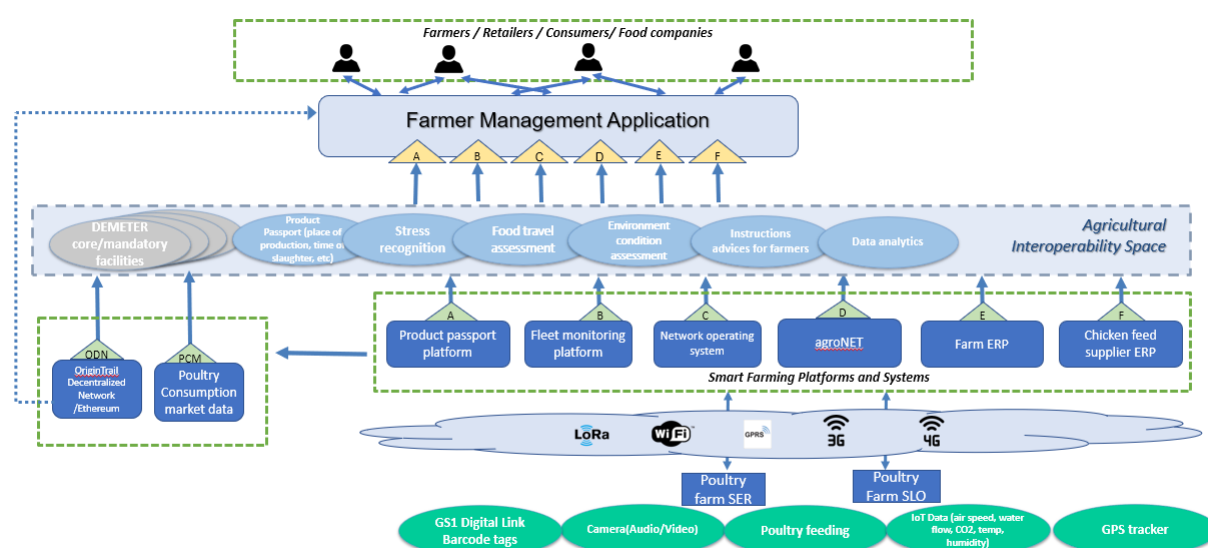 Farmers / Retailers / Consumers/ Food companies
Farmer Management Application
A B C D E F
DEMETER
core/mandatory
facilities
Product
Passport (place of
production, time of
slaughter, etc)
Stress
recognition
Food travel
assessment
Environment
condition
assessment
Instructions
advices for farmers
Data analytics
Agricultural
Interoperability Space
A
Product passport
platform
B
Fleet monitoring
platform
C
Network operating
system
D
agroNET
E
Farm ERP
F
Chicken feed
supplier ERP
Smart Farming Platforms and Systems
ODN
OriginTrail
Decentralized
Network
/Ethereum
PCM
Poultry
Consumption
market data
LoRa
WiFi
GPRS
3G
4G
Poultry
farm SER
Poultry
Farm SLO
GS1 Digital Link
Barcode tags
Camera(Audio/Video)
Poultry feeding
IoT Data (air speed, water
flow, CO2, temp,
humidity)
GPS tracker